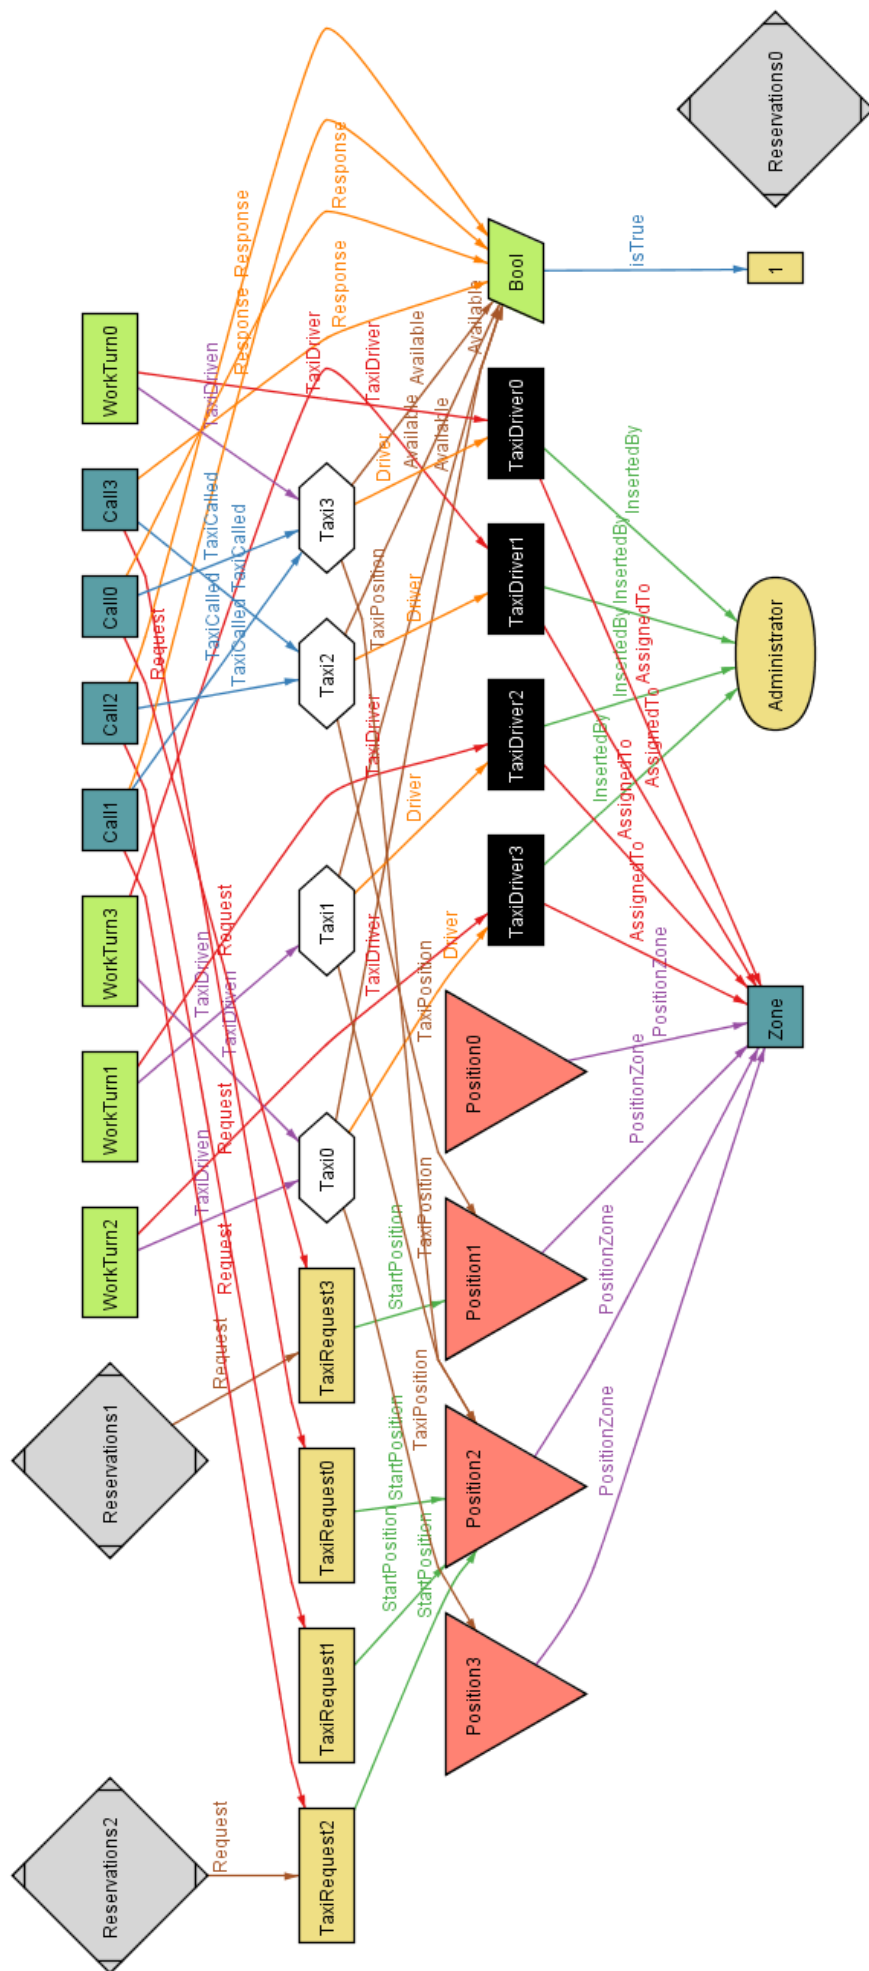 Reservations2
Reservations1
WorkTurn2
WorkTurn1
WorkTurn3
Call1
Call2
Call0
Call3
WorkTurn0
Request
TaxiDriven
TaxiDriven
TaxiCalled
TaxiCalled
TaxiDriven
Request
Request
Request
Request
Request
TaxiDriven
TaxiCalled
TaxiCalled
Response
Response
Response
Response
TaxiDriver
TaxiRequest2
TaxiRequest1
TaxiRequest0
TaxiRequest3
Taxi0
Taxi1
Taxi2
Taxi3
TaxiDriver
TaxiDriver
TaxiPosition
TaxiDriver
StartPosition
StartPosition
StartPosition
Driver
Available
StartPosition
TaxiPosition
TaxiPosition
TaxiPosition
Driver
Available
Driver
Driver
Available
Available
Position3
Position2
Position1
Position0
TaxiDriver3
TaxiDriver2
TaxiDriver1
TaxiDriver0
Bool
PositionZone
PositionZone
PositionZone
PositionZone
InsertedBy
InsertedBy
InsertedBy
InsertedBy
AssignedTo
AssignedTo
AssignedTo
AssignedTo
isTrue
Zone
Administrator
1
Reservations0